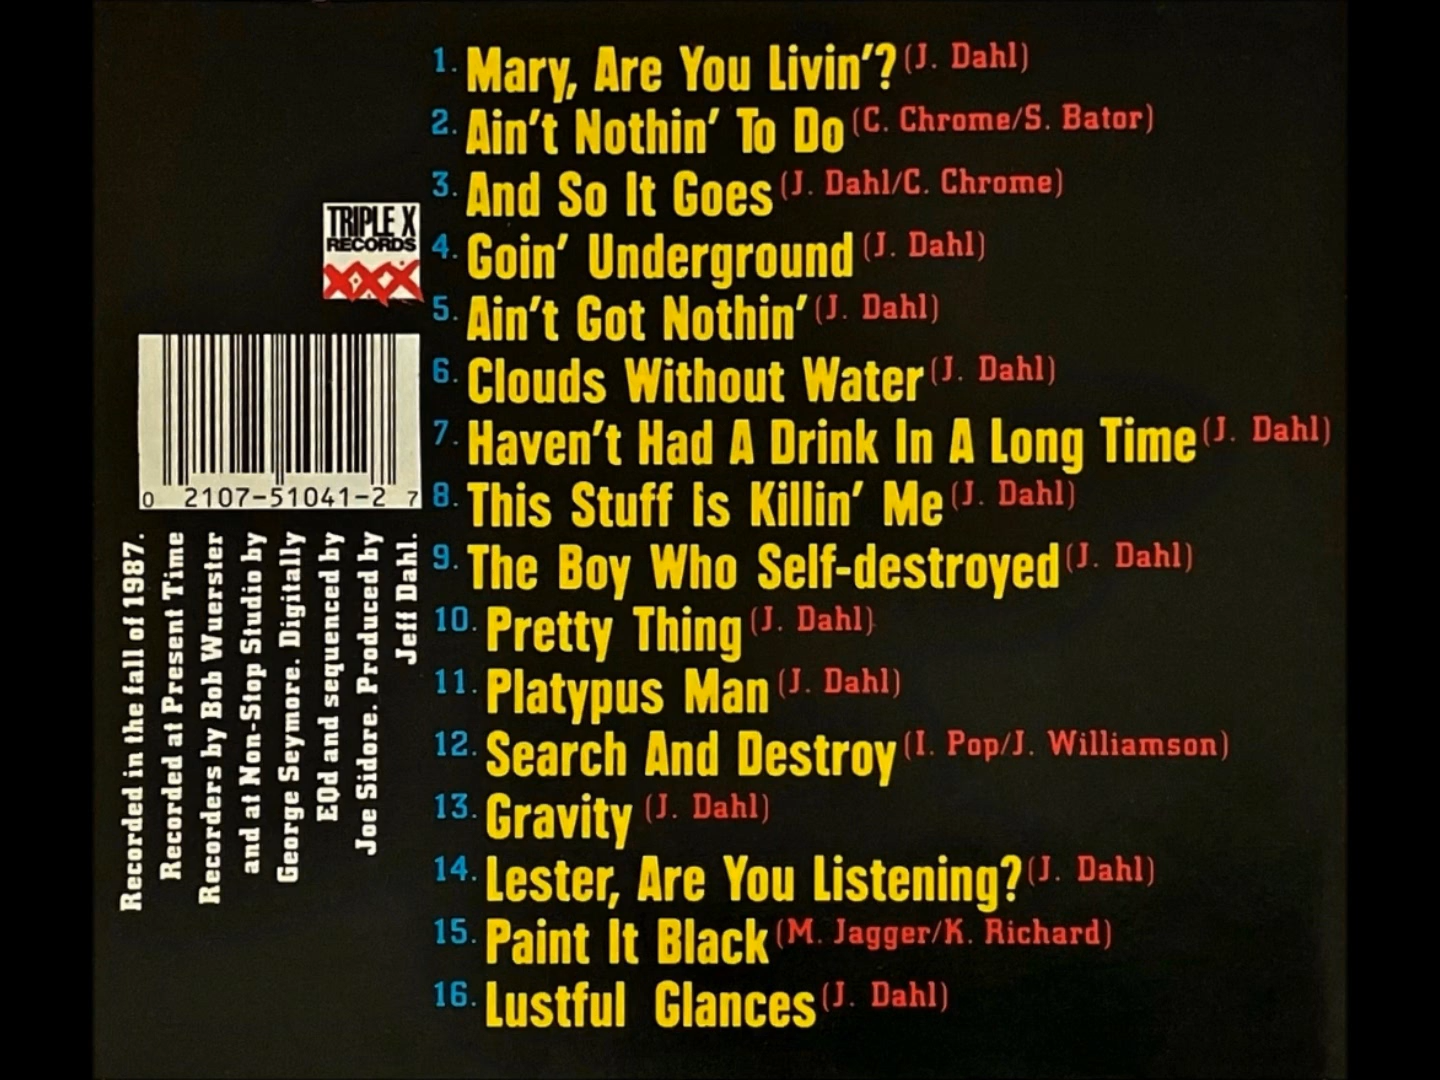 1. Mary, Are You Livin'? (J. Dahl)
2. Ain't Nothin' To Do (C. Chrome/S. Bator)
3. And So It Goes (J. Dahl/C. Chrome)
4. Goin' Underground (J. Dahl)
5. Ain't Got Nothin' (J. Dahl)
6. Clouds Without Water (J. Dahl)
7. Haven't Had A Drink In A Long Time (J. Dahl)
8. This Stuff is Killin' Me (J. Dahl)
9. The Boy Who Self-destroyed (J. Dahl)
10. Pretty Thing (J. Dahl)
11. Platypus Man (J. Dahl)
12. Search And Destroy (I. Pop/J. Williamson)
13. Gravity (J. Dahl)
14. Lester, Are You Listening? (J. Dahl)
15. Paint It Black (M. Jagger/K. Richard)
16. Lustful Glances (J. Dahl)
TRIPLE X
RECORDS
XXX
0 2107-51041-2 7
Recorded in the fall of 1987.
Recorded at Present Time
Recorders by Bob Wuerster
and at Non-Stop Studio by
George Seymore. Digitally
EQd and sequenced by
Joe Sidore. Produced by
Jeff Dahl.